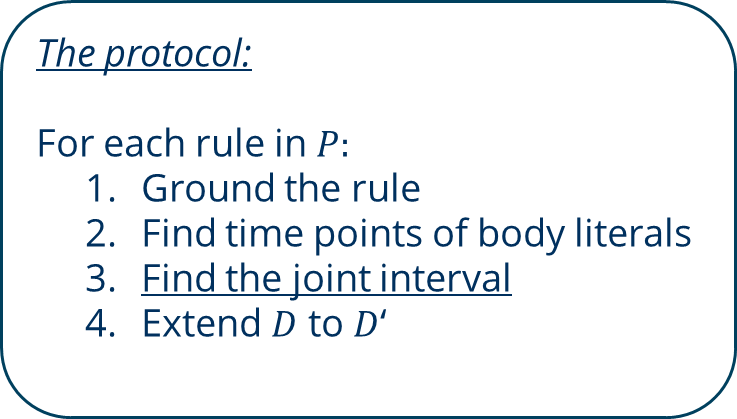 The protocol:
For each rule in P:
1. Ground the rule
2. Find time points of body literals
3. Find the joint interval
4. Extend D to D‘